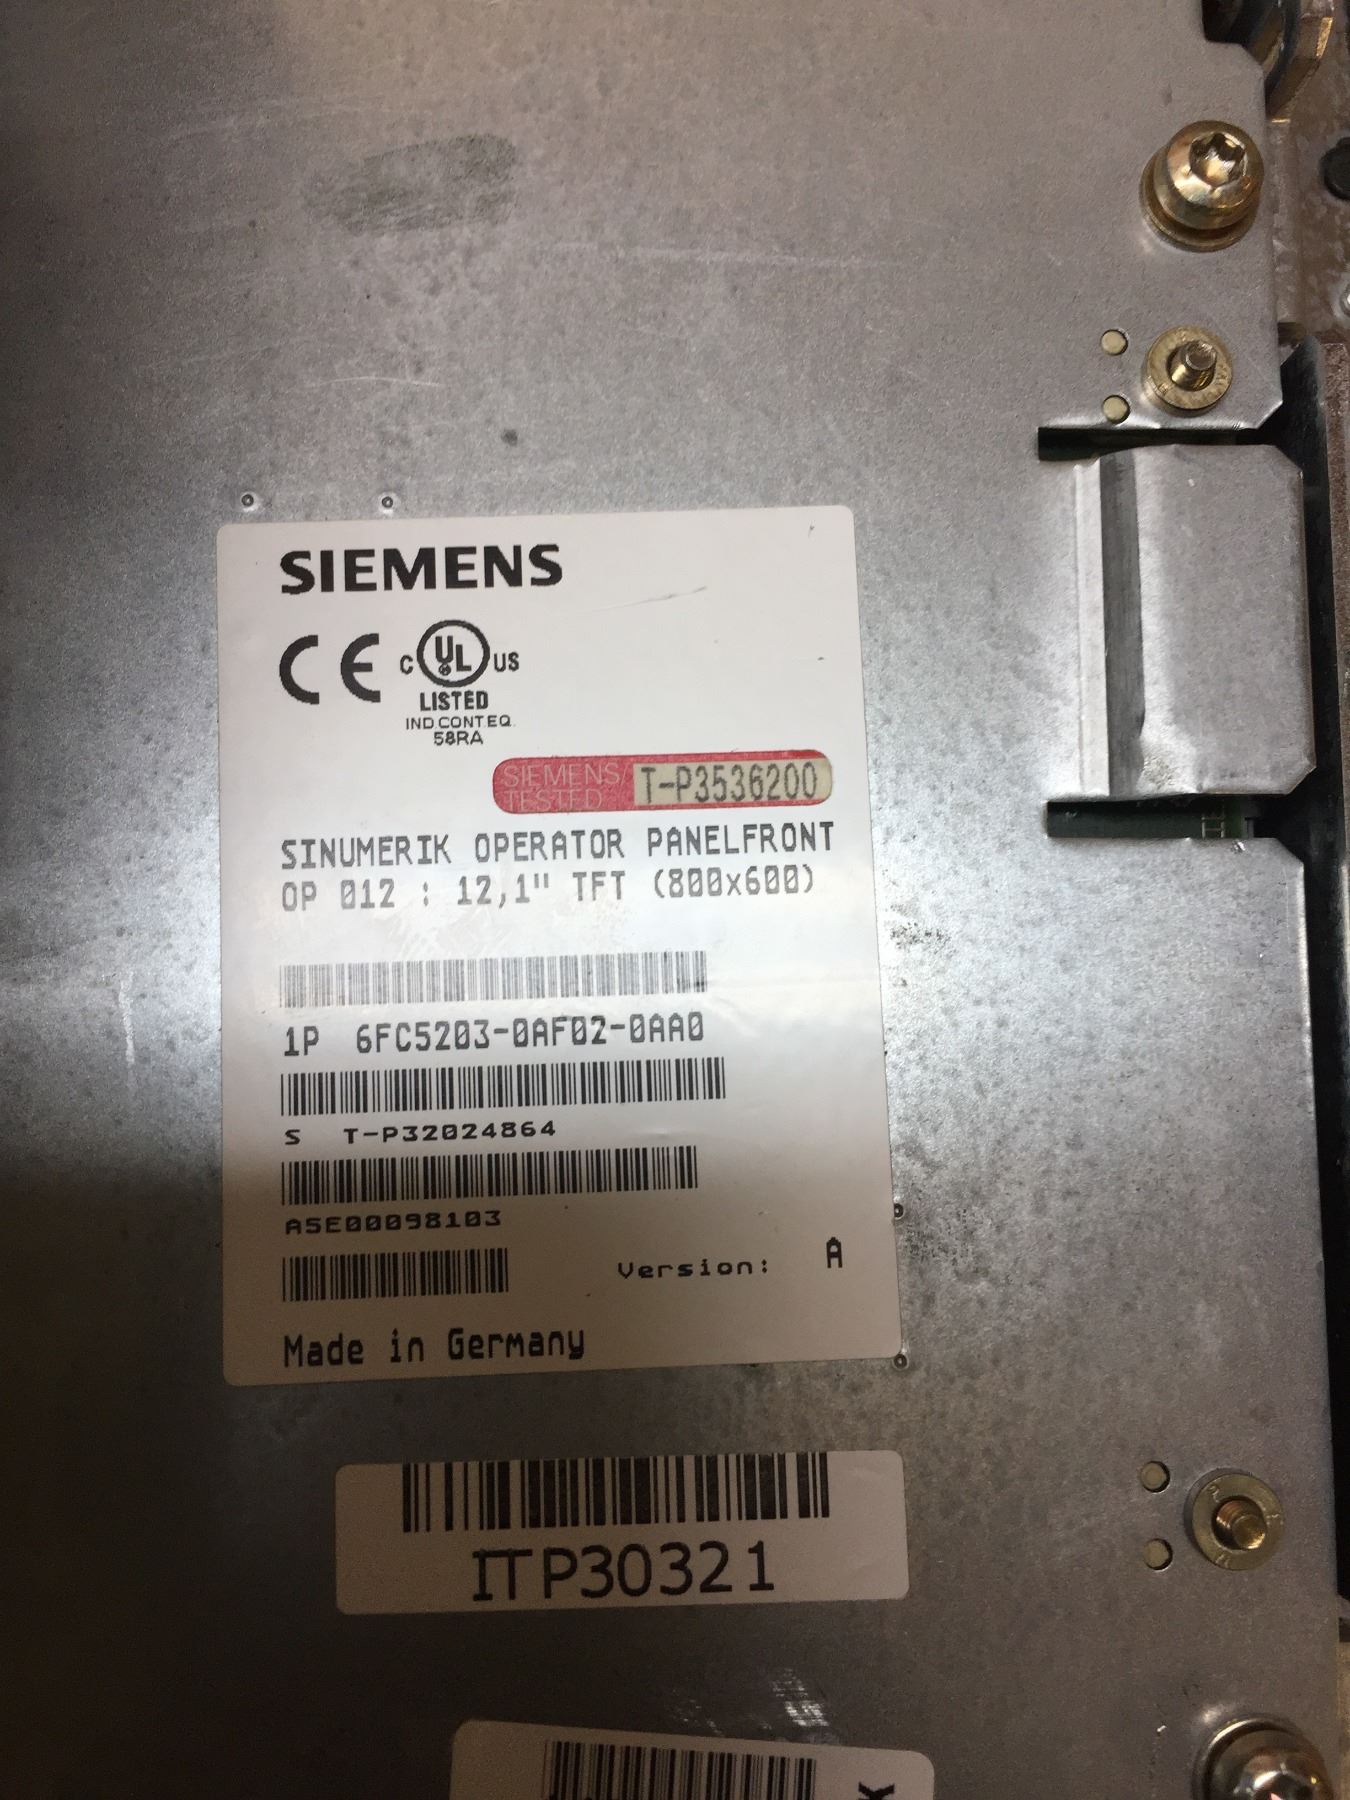 SIEMENS
CE
C UL US
LISTED
IND CONT.EQ.
58RA
SIEMENS/
TESTED
T-P3536200
SINUMERIK OPERATOR PANELFRONT
OP 012 : 12,1" TFT (800x600)
1P 6FC5203-0AF02-0AA0
S T-P32024864
A5E00098103
Version: A
Made in Germany
ITP30321